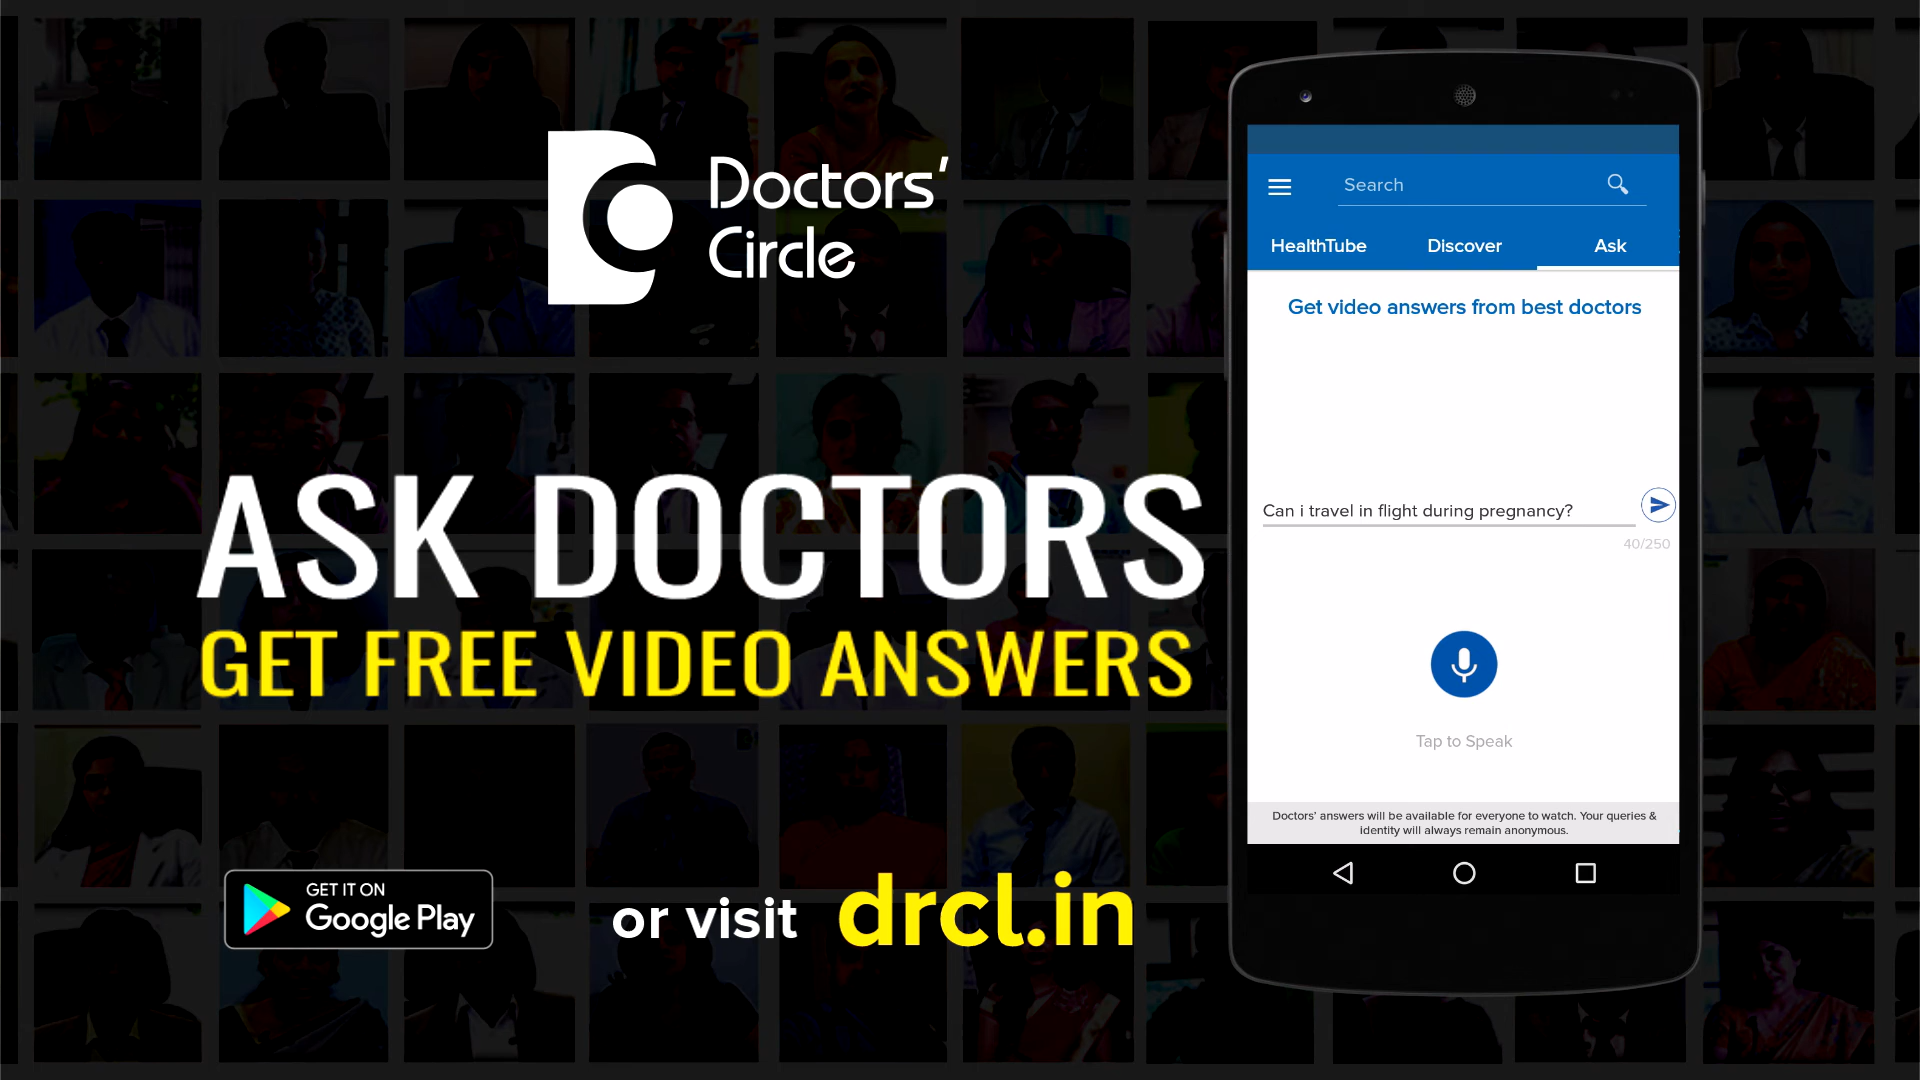 Doctors'
Circle
ASK DOCTORS
GET FREE VIDEO ANSWERS
GET IT ON
Google Play
or visit drcl.in
Search
HealthTube Discover Ask
Get video answers from best doctors
Can i travel in flight during pregnancy?
40/250
Tap to Speak
Doctors' answers will be available for everyone to watch. Your queries &
identity will always remain anonymous.